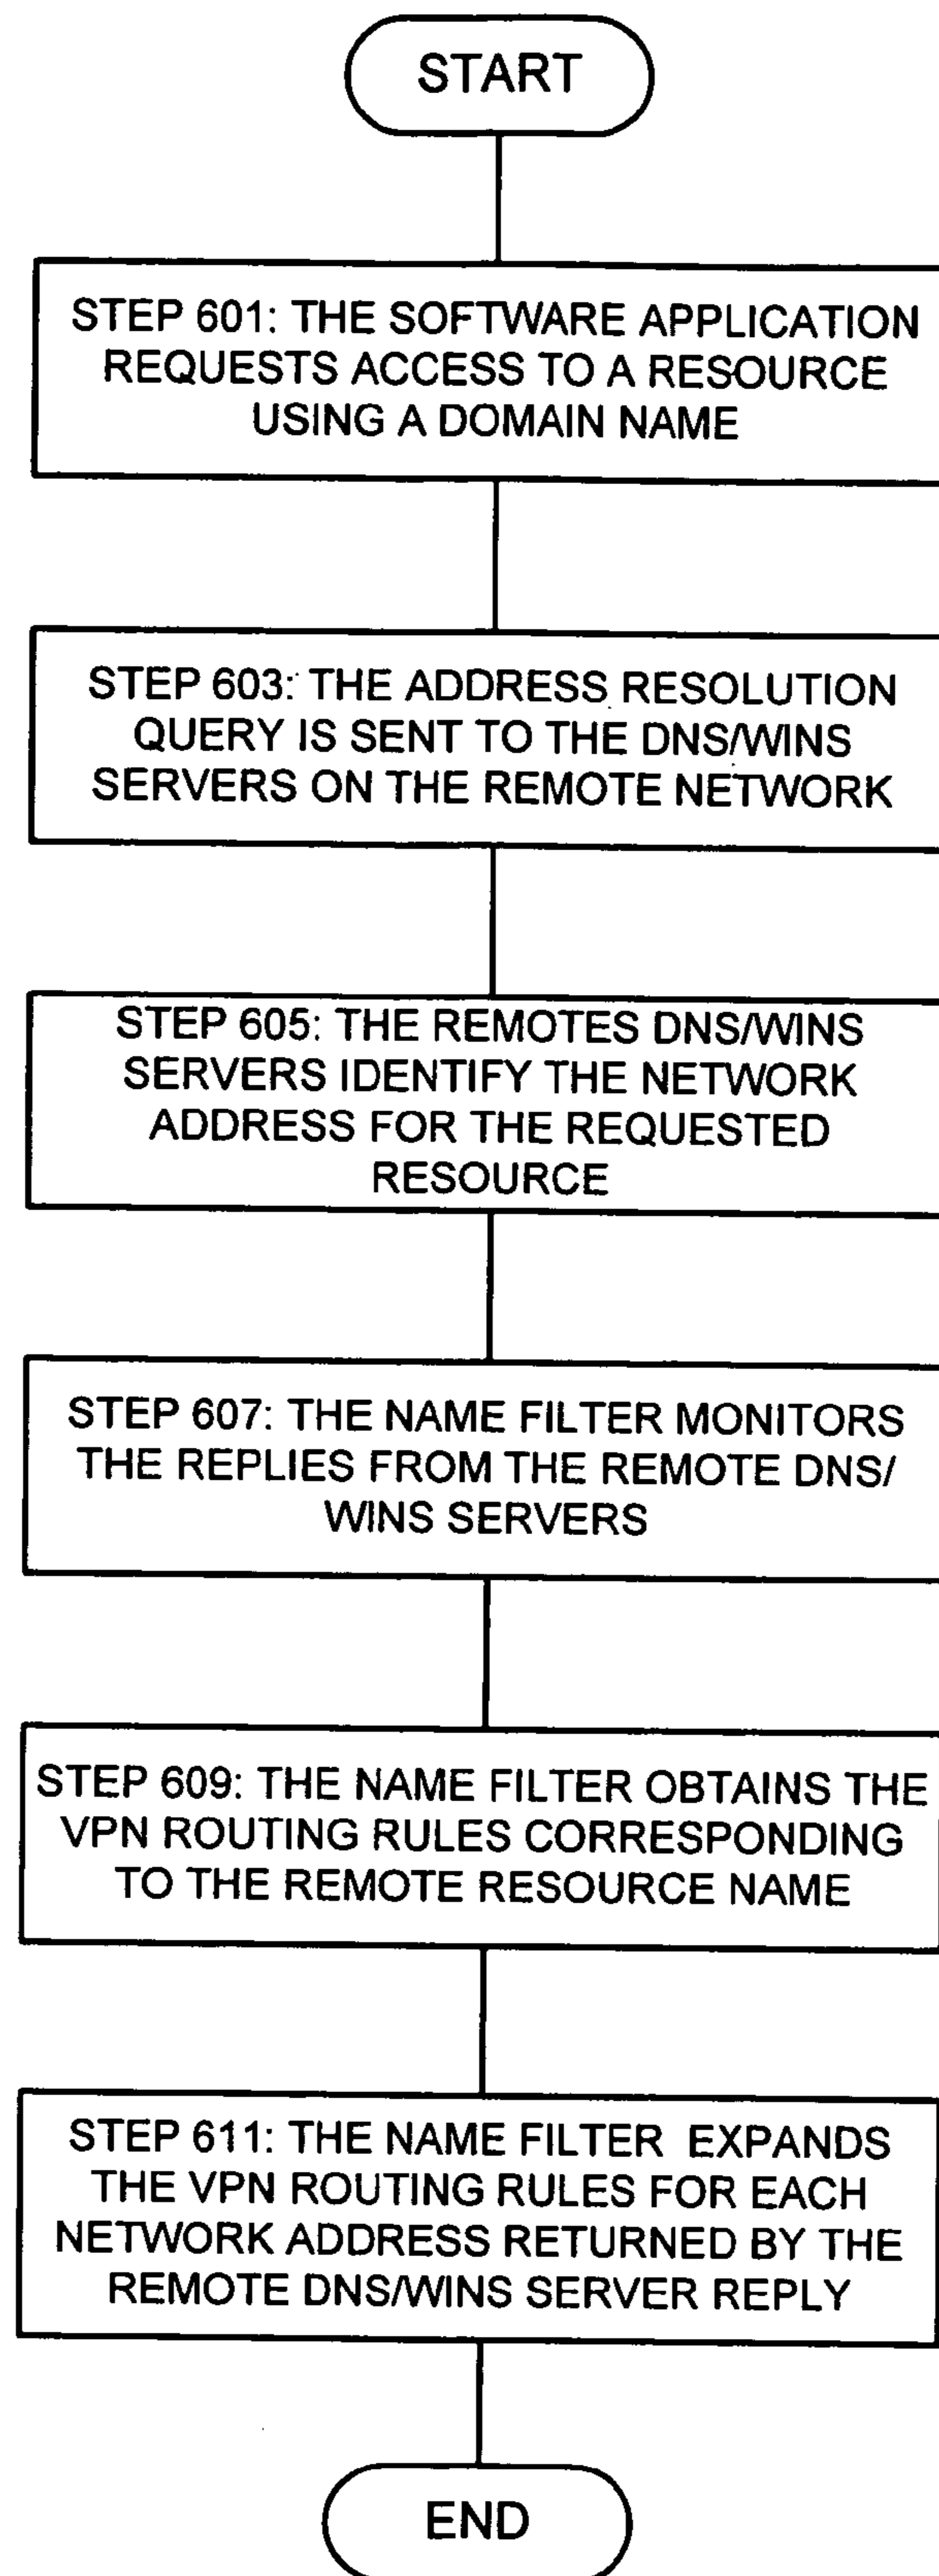 START
STEP 601: THE SOFTWARE APPLICATION
REQUESTS ACCESS TO A RESOURCE
USING A DOMAIN NAME
STEP 603: THE ADDRESS RESOLUTION
QUERY IS SENT TO THE DNS/WINS
SERVERS ON THE REMOTE NETWORK
STEP 605: THE REMOTES DNS/WINS
SERVERS IDENTIFY THE NETWORK
ADDRESS FOR THE REQUESTED
RESOURCE
STEP 607: THE NAME FILTER MONITORS
THE REPLIES FROM THE REMOTE DNS/
WINS SERVERS
STEP 609: THE NAME FILTER OBTAINS THE
VPN ROUTING RULES CORRESPONDING
TO THE REMOTE RESOURCE NAME
STEP 611: THE NAME FILTER EXPANDS
THE VPN ROUTING RULES FOR EACH
NETWORK ADDRESS RETURNED BY THE
REMOTE DNS/WINS SERVER REPLY
END